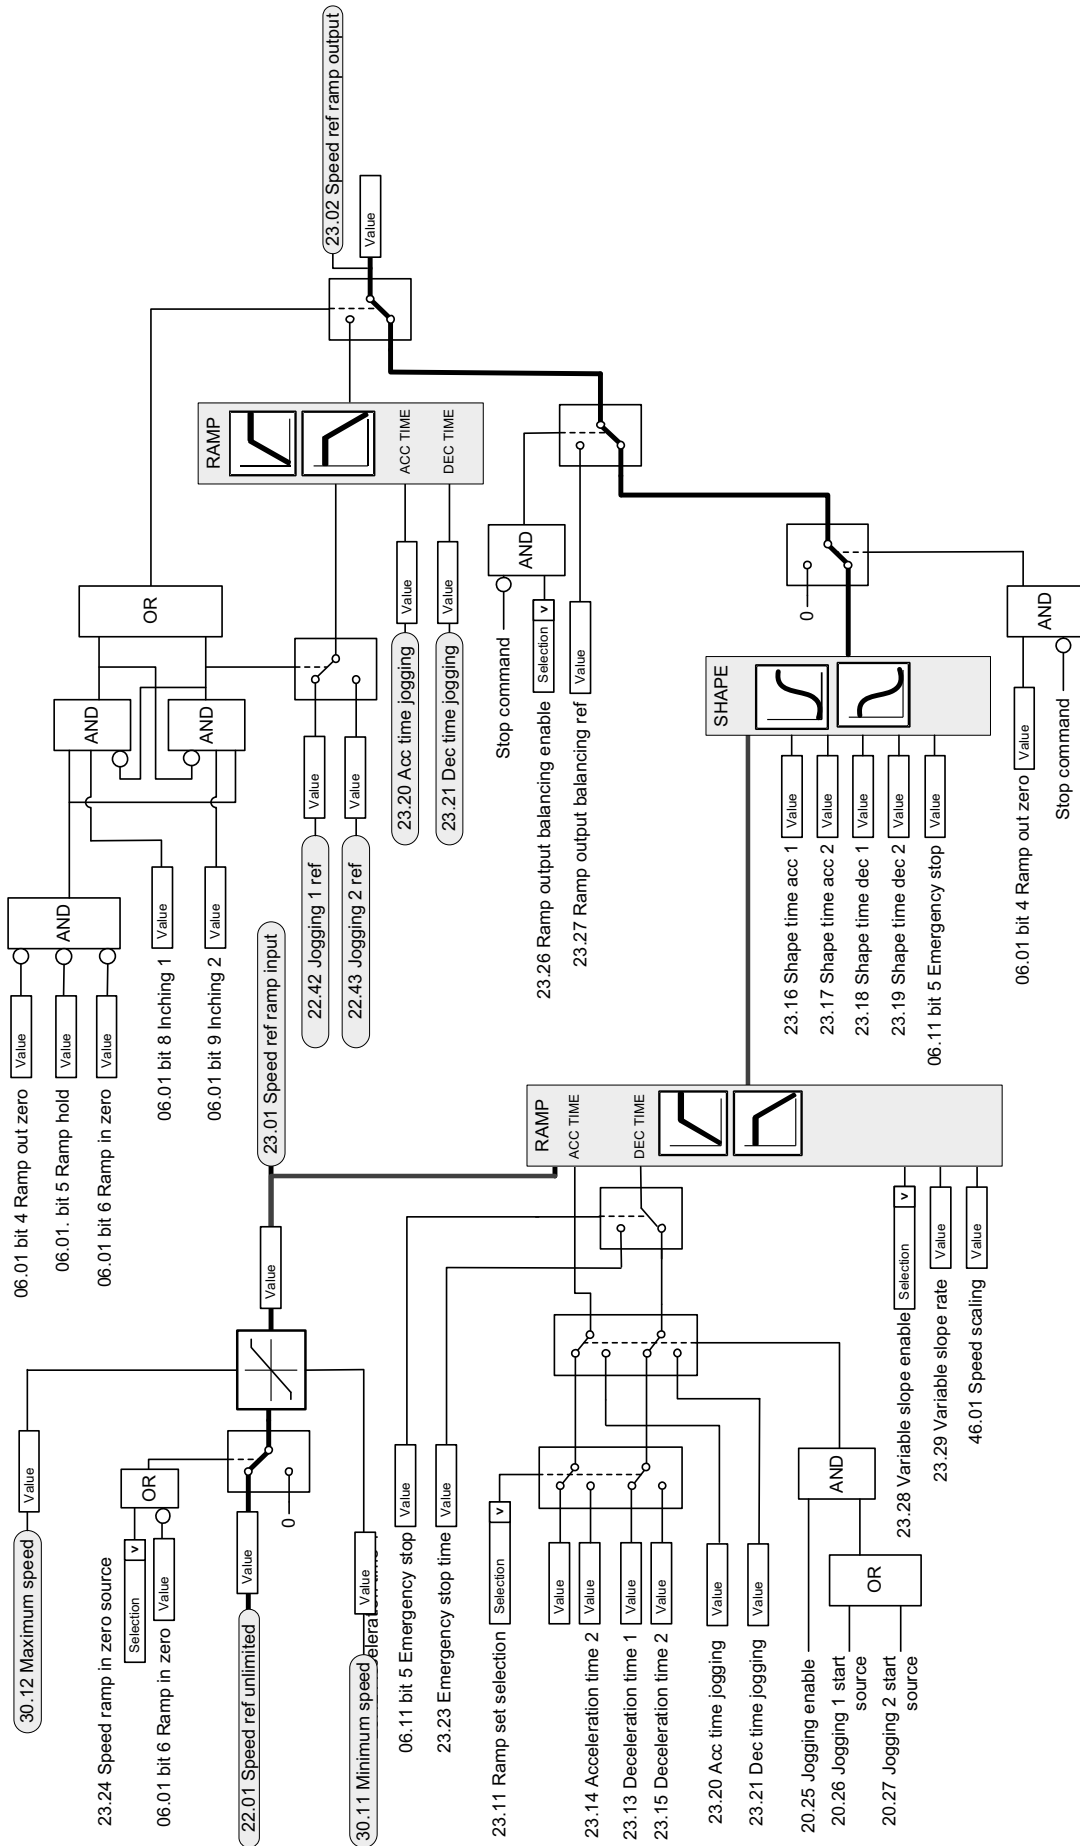 30.12 Maximum speed
Value
23.24 Speed ramp in zero source
Selection
v
06.01 bit 6 Ramp in zero
Value
OR
22.01 Speed ref unlimited
Value
0
30.11 Minimum speed
Value
Value
23.01 Speed ref ramp input
06.01 bit 4 Ramp out zero
Value
06.01. bit 5 Ramp hold
Value
06.01 bit 6 Ramp in zero
Value
AND
06.01 bit 8 Inching 1
Value
06.01 bit 9 Inching 2
Value
AND
AND
OR
22.42 Jogging 1 ref
Value
22.43 Jogging 2 ref
Value
23.20 Acc time jogging
Value
23.21 Dec time jogging
Value
RAMP
ACC TIME
DEC TIME
23.02 Speed ref ramp output
Value
06.11 bit 5 Emergency stop
Value
23.23 Emergency stop time
Value
23.11 Ramp set selection
Selection
v
Value
23.14 Acceleration time 2
Value
23.13 Deceleration time 1
Value
23.15 Deceleration time 2
Value
23.20 Acc time jogging
Value
23.21 Dec time jogging
Value
20.25 Jogging enable
20.26 Jogging 1 start
source
20.27 Jogging 2 start
source
OR
AND
RAMP
ACC TIME
DEC TIME
23.28 Variable slope enable
Selection
v
23.29 Variable slope rate
Value
46.01 Speed scaling
Value
Stop command
23.26 Ramp output balancing enable
Selection
v
AND
23.27 Ramp output balancing ref
Value
SHAPE
23.16 Shape time acc 1
Value
23.17 Shape time acc 2
Value
23.18 Shape time dec 1
Value
23.19 Shape time dec 2
Value
06.11 bit 5 Emergency stop
Value
0
06.01 bit 4 Ramp out zero
Value
Stop command
AND